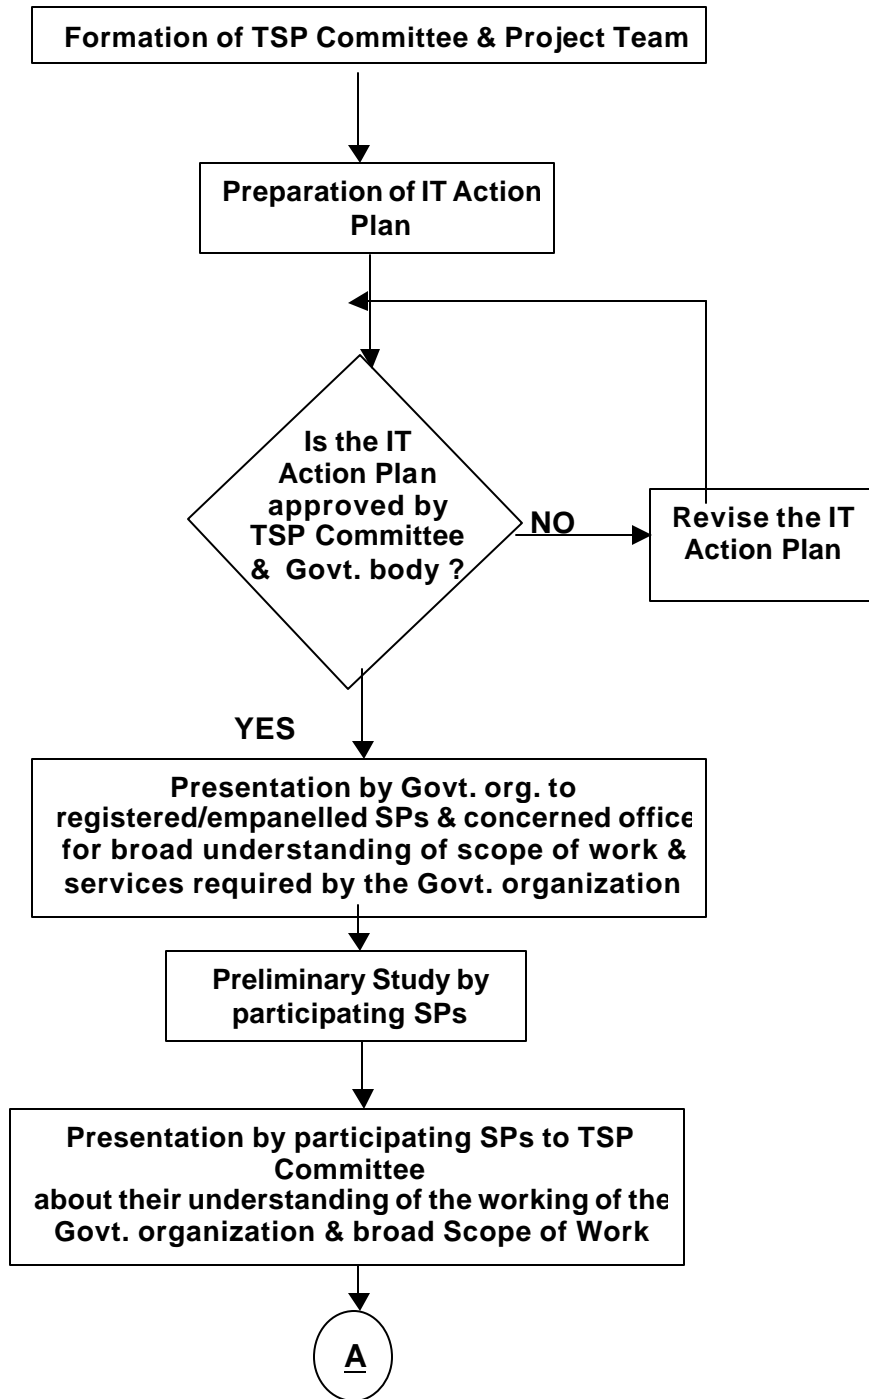 Formation of TSP Committee & Project Team
Preparation of IT Action
Plan
Is the IT
Action Plan
approved by
TSP Committee
& Govt. body ?
NO
Revise the IT
Action Plan
YES
Presentation by Govt. org. to
registered/empanelled SPs & concerned office
for broad understanding of scope of work &
services required by the Govt. organization
Preliminary Study by
participating SPs
Presentation by participating SPs to TSP
Committee
about their understanding of the working of the
Govt. organization & broad Scope of Work
A